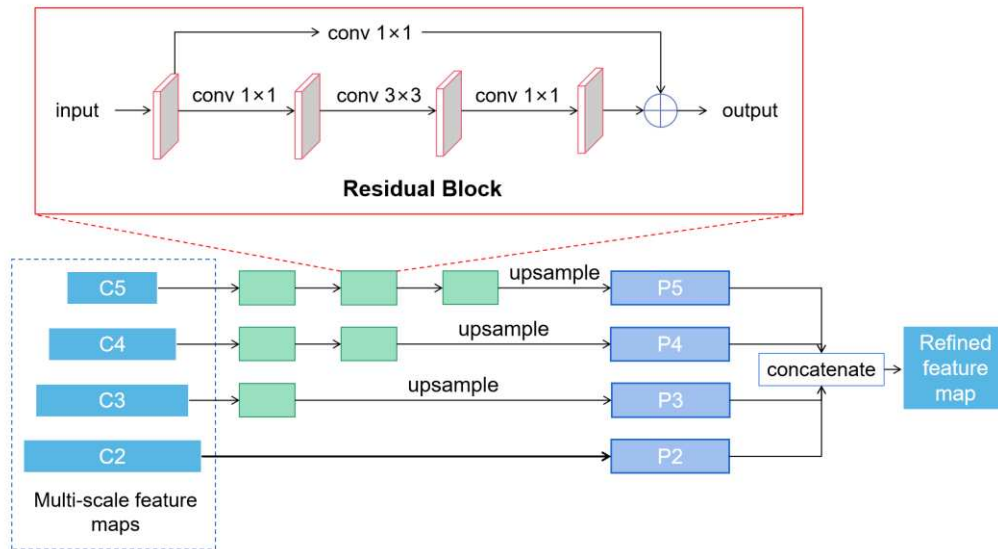 conv 1×1
input
conv 1×1
conv 3×3
conv 1×1
output
Residual Block
C5
upsample
P5
C4
upsample
P4
C3
upsample
P3
C2
P2
concatenate
Refined
feature
map
Multi-scale feature
maps